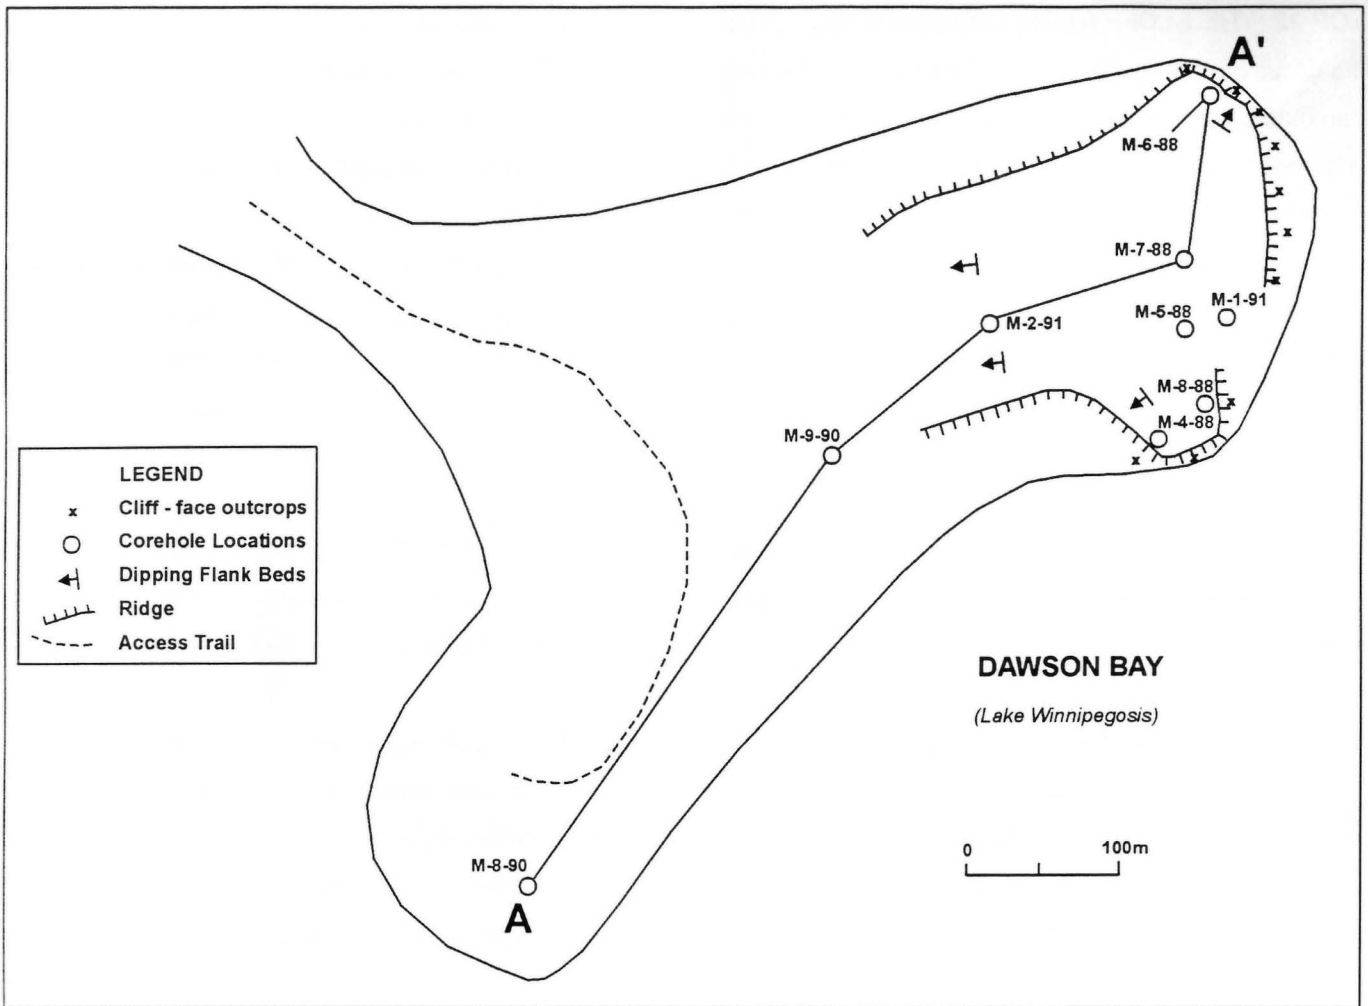 A'
M-6-88
M-7-88
M-1-91
M-5-88
M-2-91
M-8-88
M-4-88
M-9-90
LEGEND
x Cliff - face outcrops
Corehole Locations
Dipping Flank Beds
Ridge
Access Trail
DAWSON BAY
(Lake Winnipegosis)
0 100m
M-8-90
A